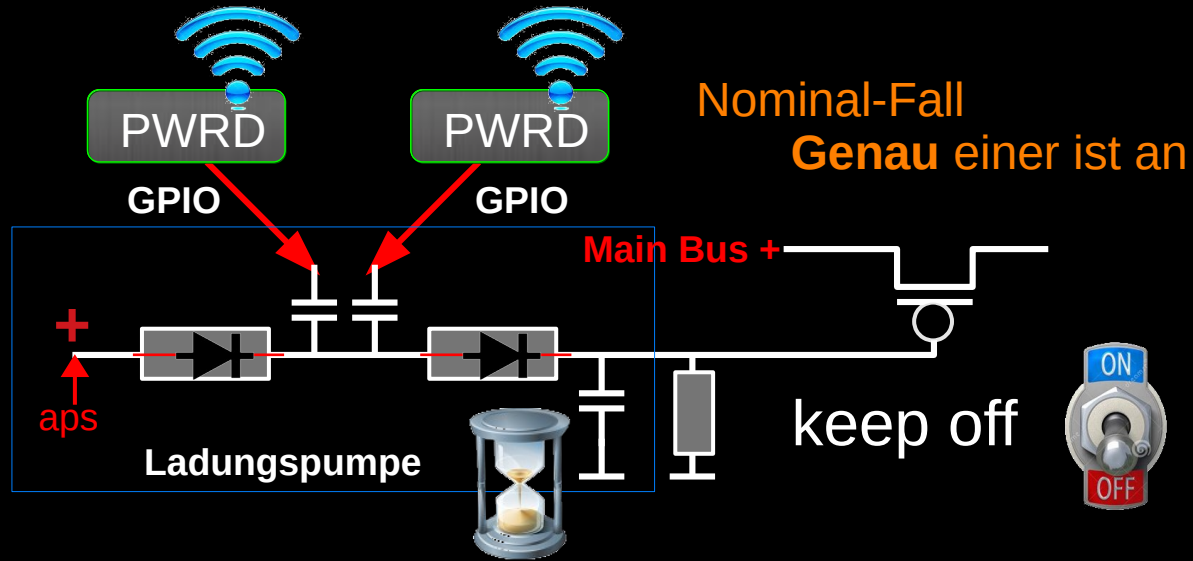 PWRD
PWRD
Nominal-Fall
Genau einer ist an
GPIO
GPIO
Main Bus +
+
aps
Ladungspumpe
keep off
ON
OFF